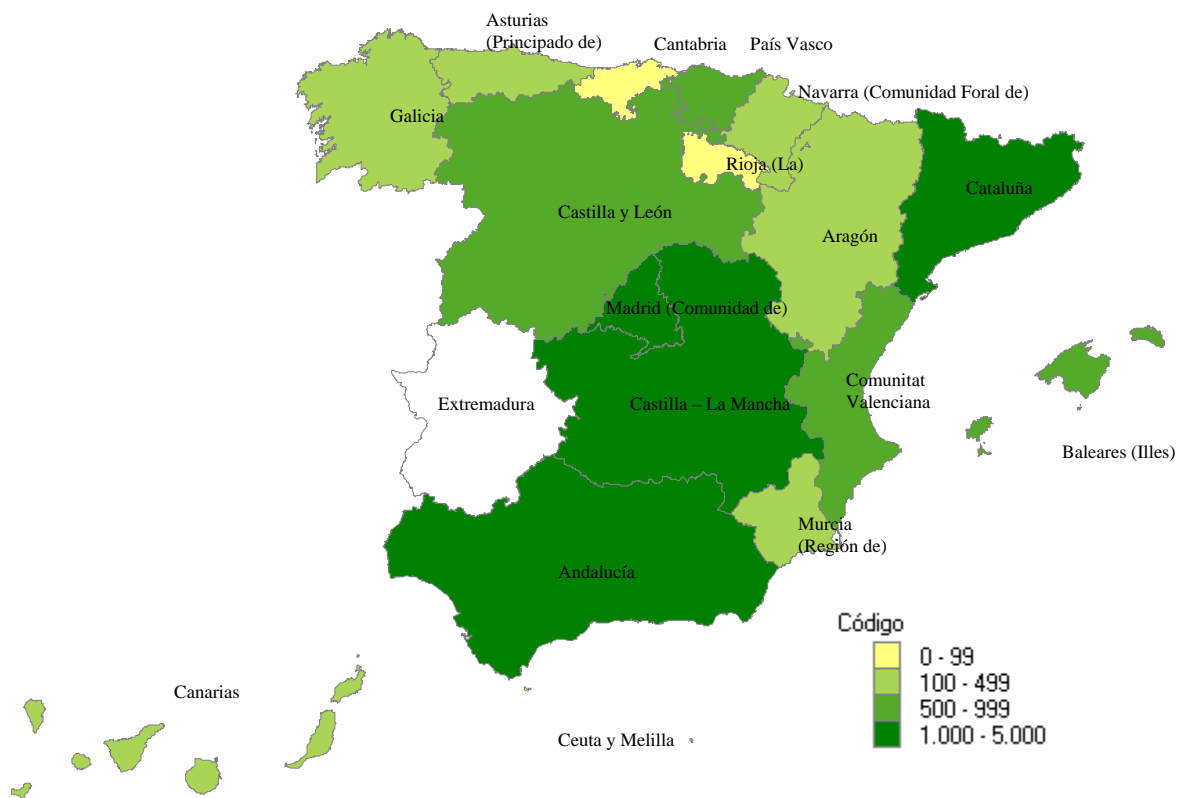 Asturias
(Principado de)
Cantabria
País Vasco
Navarra (Comunidad Foral de)
Galicia
Rioja (La)
Cataluña
Castilla y León
Aragón
Madrid (Comunidad de)
Comunitat
Valenciana
Extremadura
Castilla – La Mancha
Baleares (Illes)
Murcia
(Región de)
Andalucía
Código
0 - 99
100 - 499
500 - 999
1.000 - 5.000
Canarias
Ceuta y Melilla